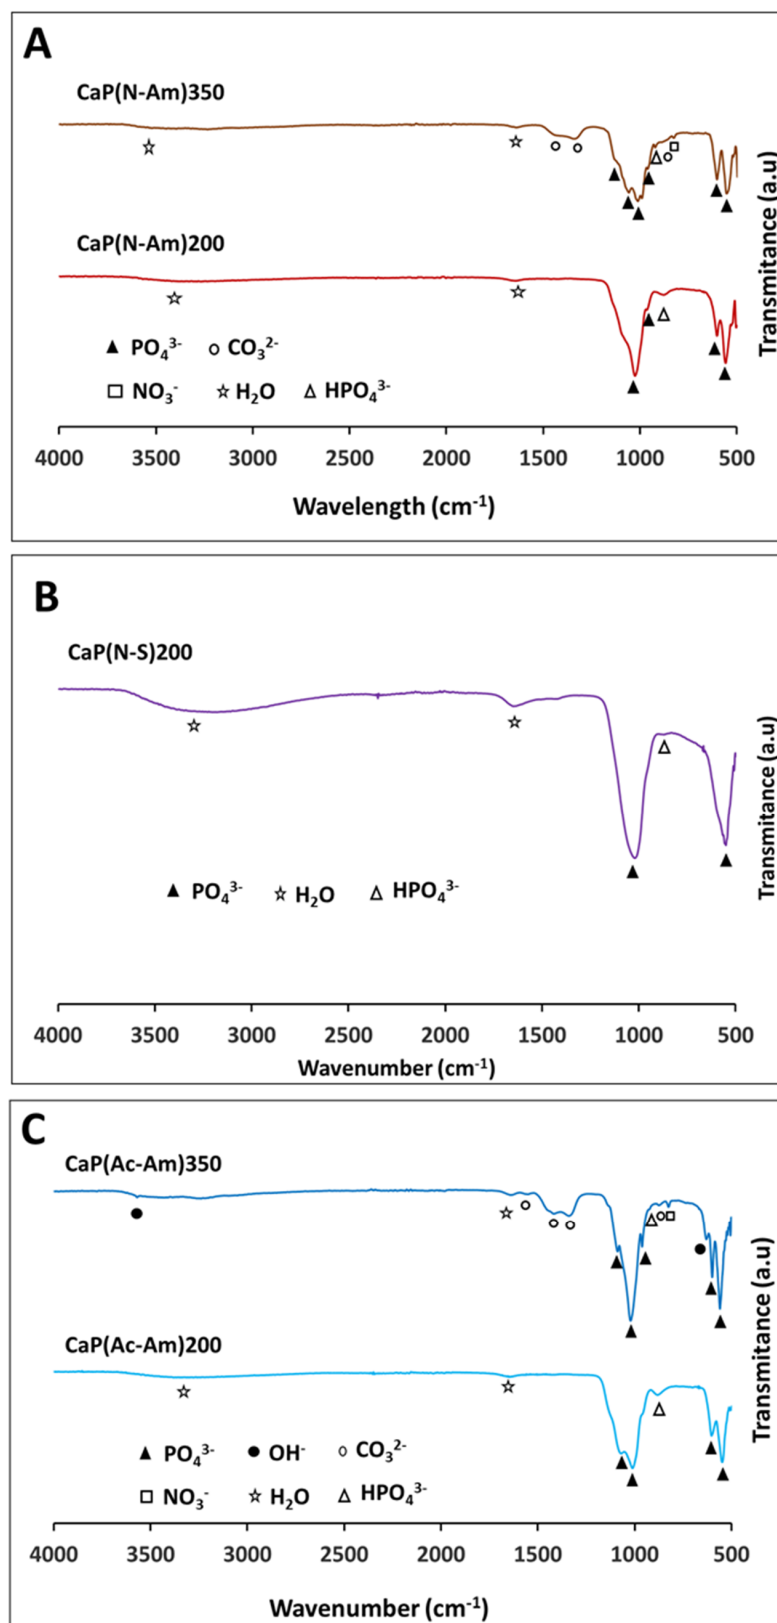 A
CaP(N-Am)350
CaP(N-Am)200
PO₄³⁻ CO₃²⁻
NO₃⁻ H₂O HPO₄³⁻
Transmitance (a.u)
4000 3500 3000 2500 2000 1500 1000 500
Wavelength (cm⁻¹)
B
CaP(N-S)200
PO₄³⁻ H₂O HPO₄³⁻
Transmitance (a.u)
4000 3500 3000 2500 2000 1500 1000 500
Wavenumber (cm⁻¹)
C
CaP(Ac-Am)350
CaP(Ac-Am)200
PO₄³⁻ OH⁻ CO₃²⁻
NO₃⁻ H₂O HPO₄³⁻
Transmitance (a.u)
4000 3500 3000 2500 2000 1500 1000 500
Wavenumber (cm⁻¹)